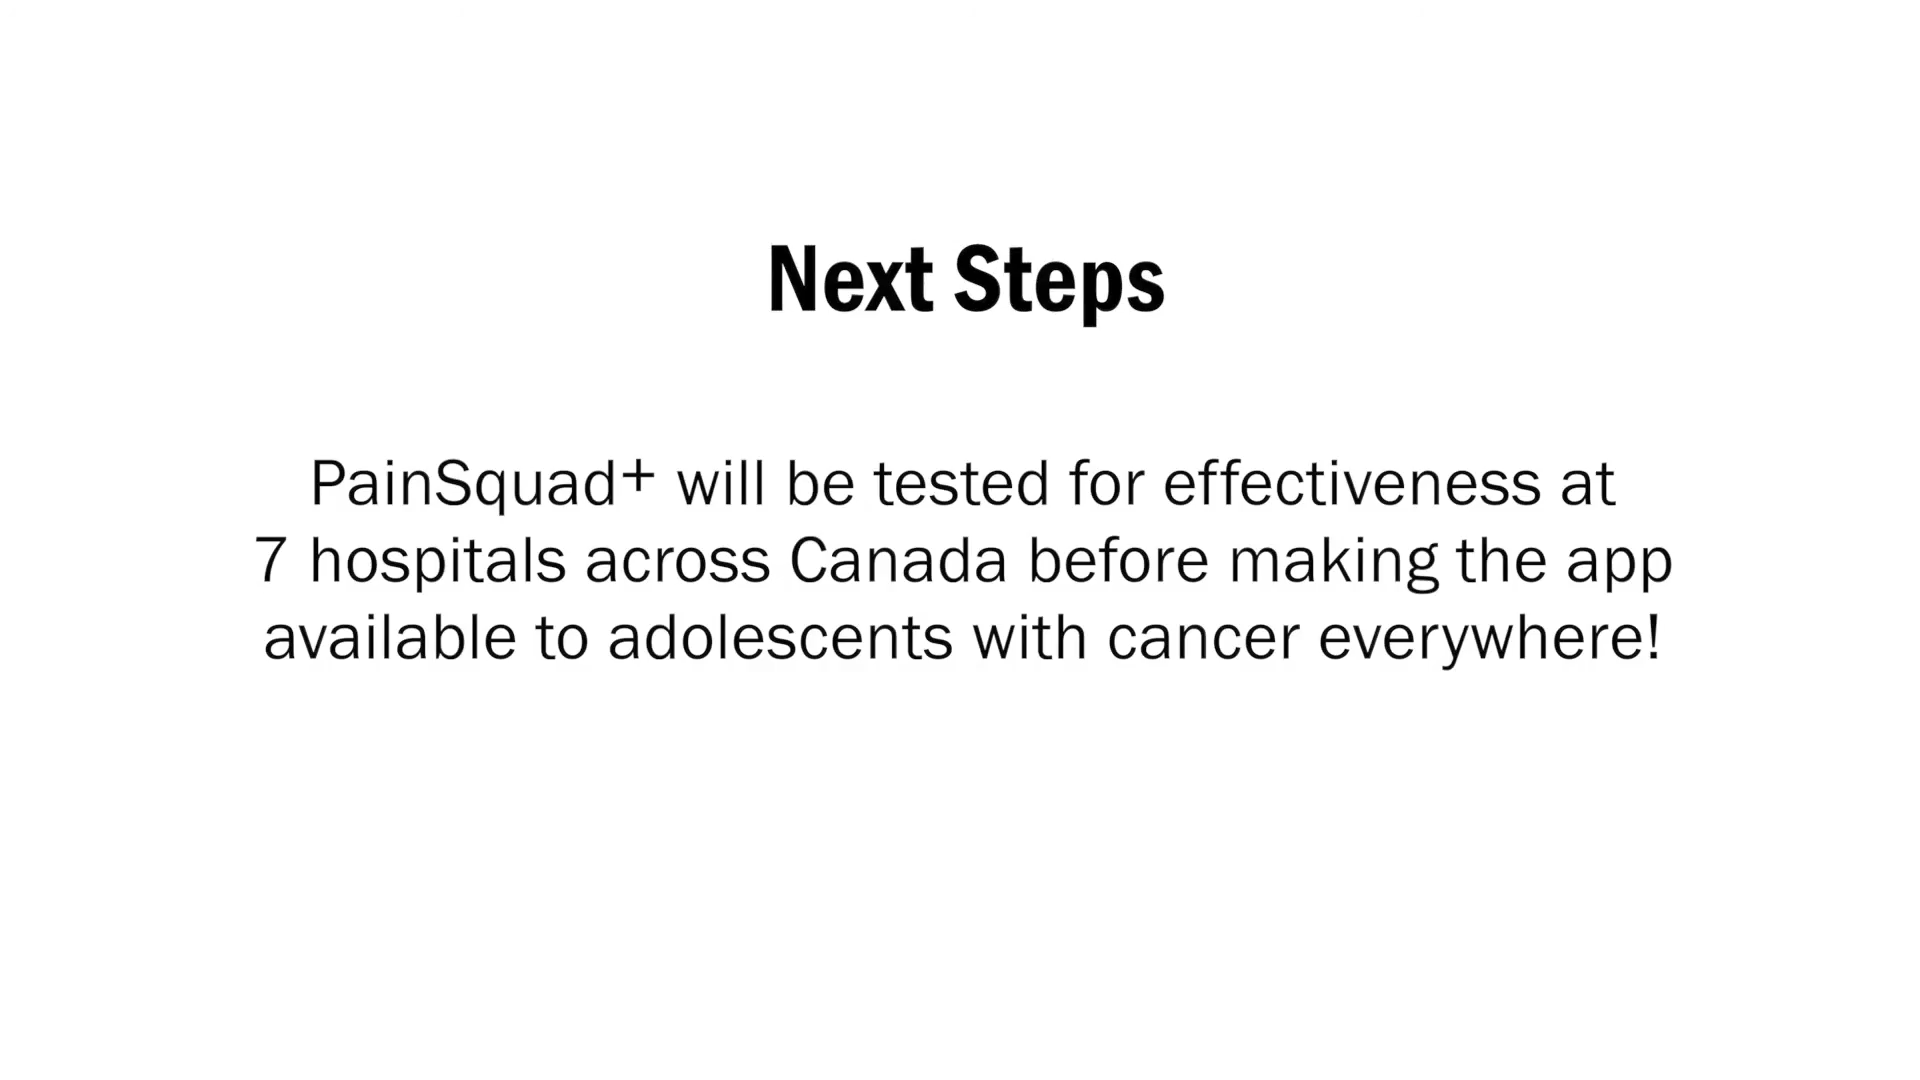 Next Steps
PainSquad+ will be tested for effectiveness at
7 hospitals across Canada before making the app
available to adolescents with cancer everywhere!